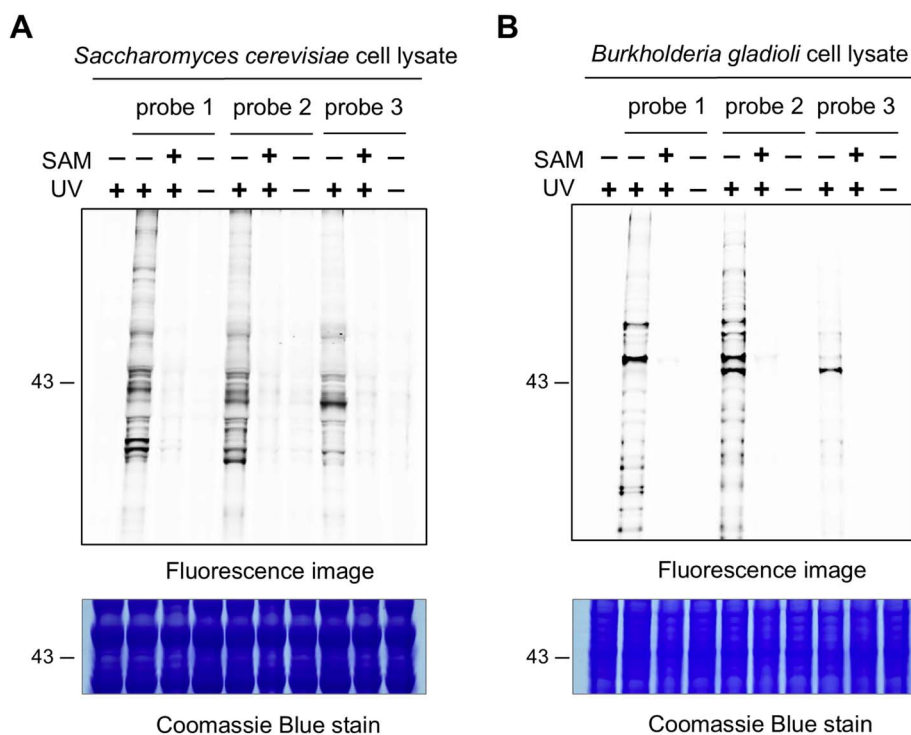 A
Saccharomyces cerevisiae cell lysate
probe 1 probe 2 probe 3
SAM – – + – – + – – + –
UV + + + – + + – + + –
43 –
Fluorescence image
43 –
Coomassie Blue stain
B
Burkholderia gladioli cell lysate
probe 1 probe 2 probe 3
SAM – – + – – + – – + –
UV + + + – + + – + + –
43 –
Fluorescence image
43 –
Coomassie Blue stain